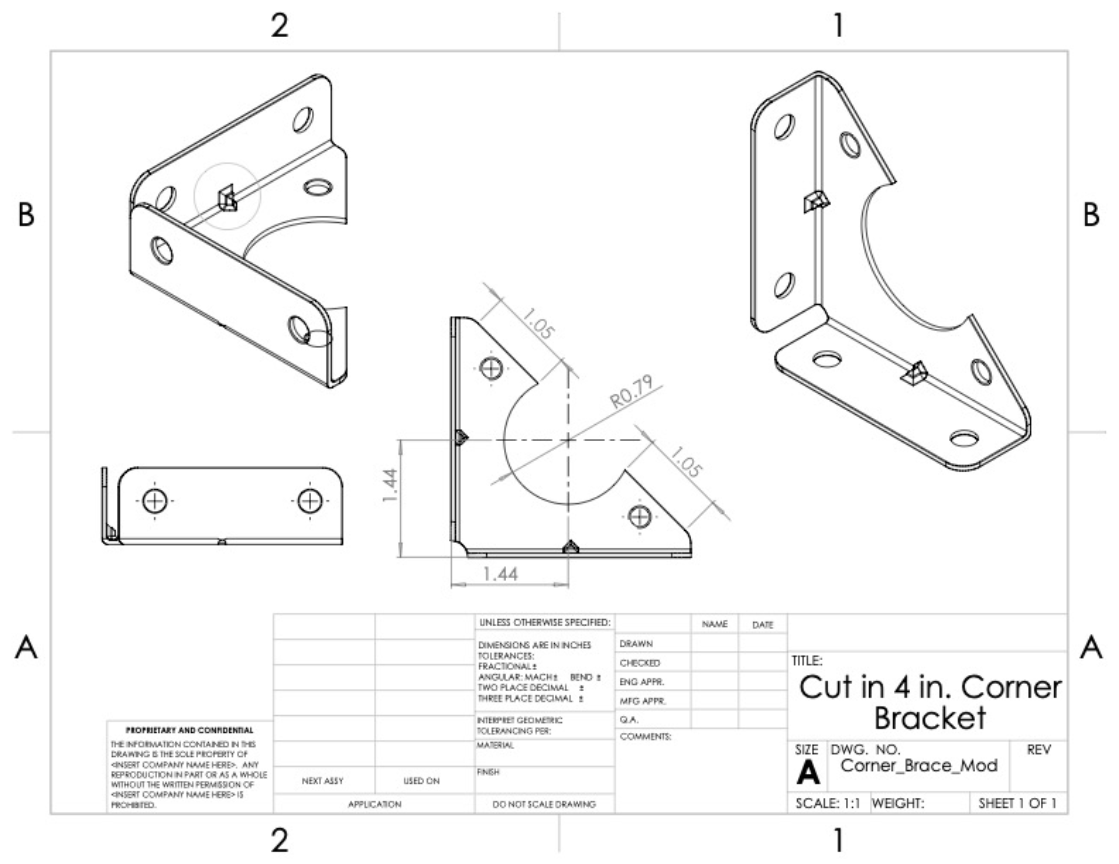 2
1
B
B
1.05
R0.79
1.05
1.44
1.44
A
A
UNLESS OTHERWISE SPECIFIED:
DIMENSIONS ARE IN INCHES
TOLERANCES:
FRACTIONAL ±
ANGULAR: MACH ± BEND ±
TWO PLACE DECIMAL ±
THREE PLACE DECIMAL ±
INTERPRET GEOMETRIC
TOLERANCING PER:
MATERIAL
FINISH
DO NOT SCALE DRAWING
NAME
DATE
DRAWN
CHECKED
ENG APPR.
MFG APPR.
Q.A.
COMMENTS:
TITLE:
Cut in 4 in. Corner
Bracket
SIZE
A
DWG. NO.
Corner_Brace_Mod
REV
SCALE: 1:1
WEIGHT:
SHEET 1 OF 1
PROPRIETARY AND CONFIDENTIAL
THE INFORMATION CONTAINED IN THIS
DRAWING IS THE SOLE PROPERTY OF
<INSERT COMPANY NAME HERE>. ANY
REPRODUCTION IN PART OR AS A WHOLE
WITHOUT THE WRITTEN PERMISSION OF
<INSERT COMPANY NAME HERE> IS
PROHIBITED.
NEXT ASSY
USED ON
APPLICATION
2
1